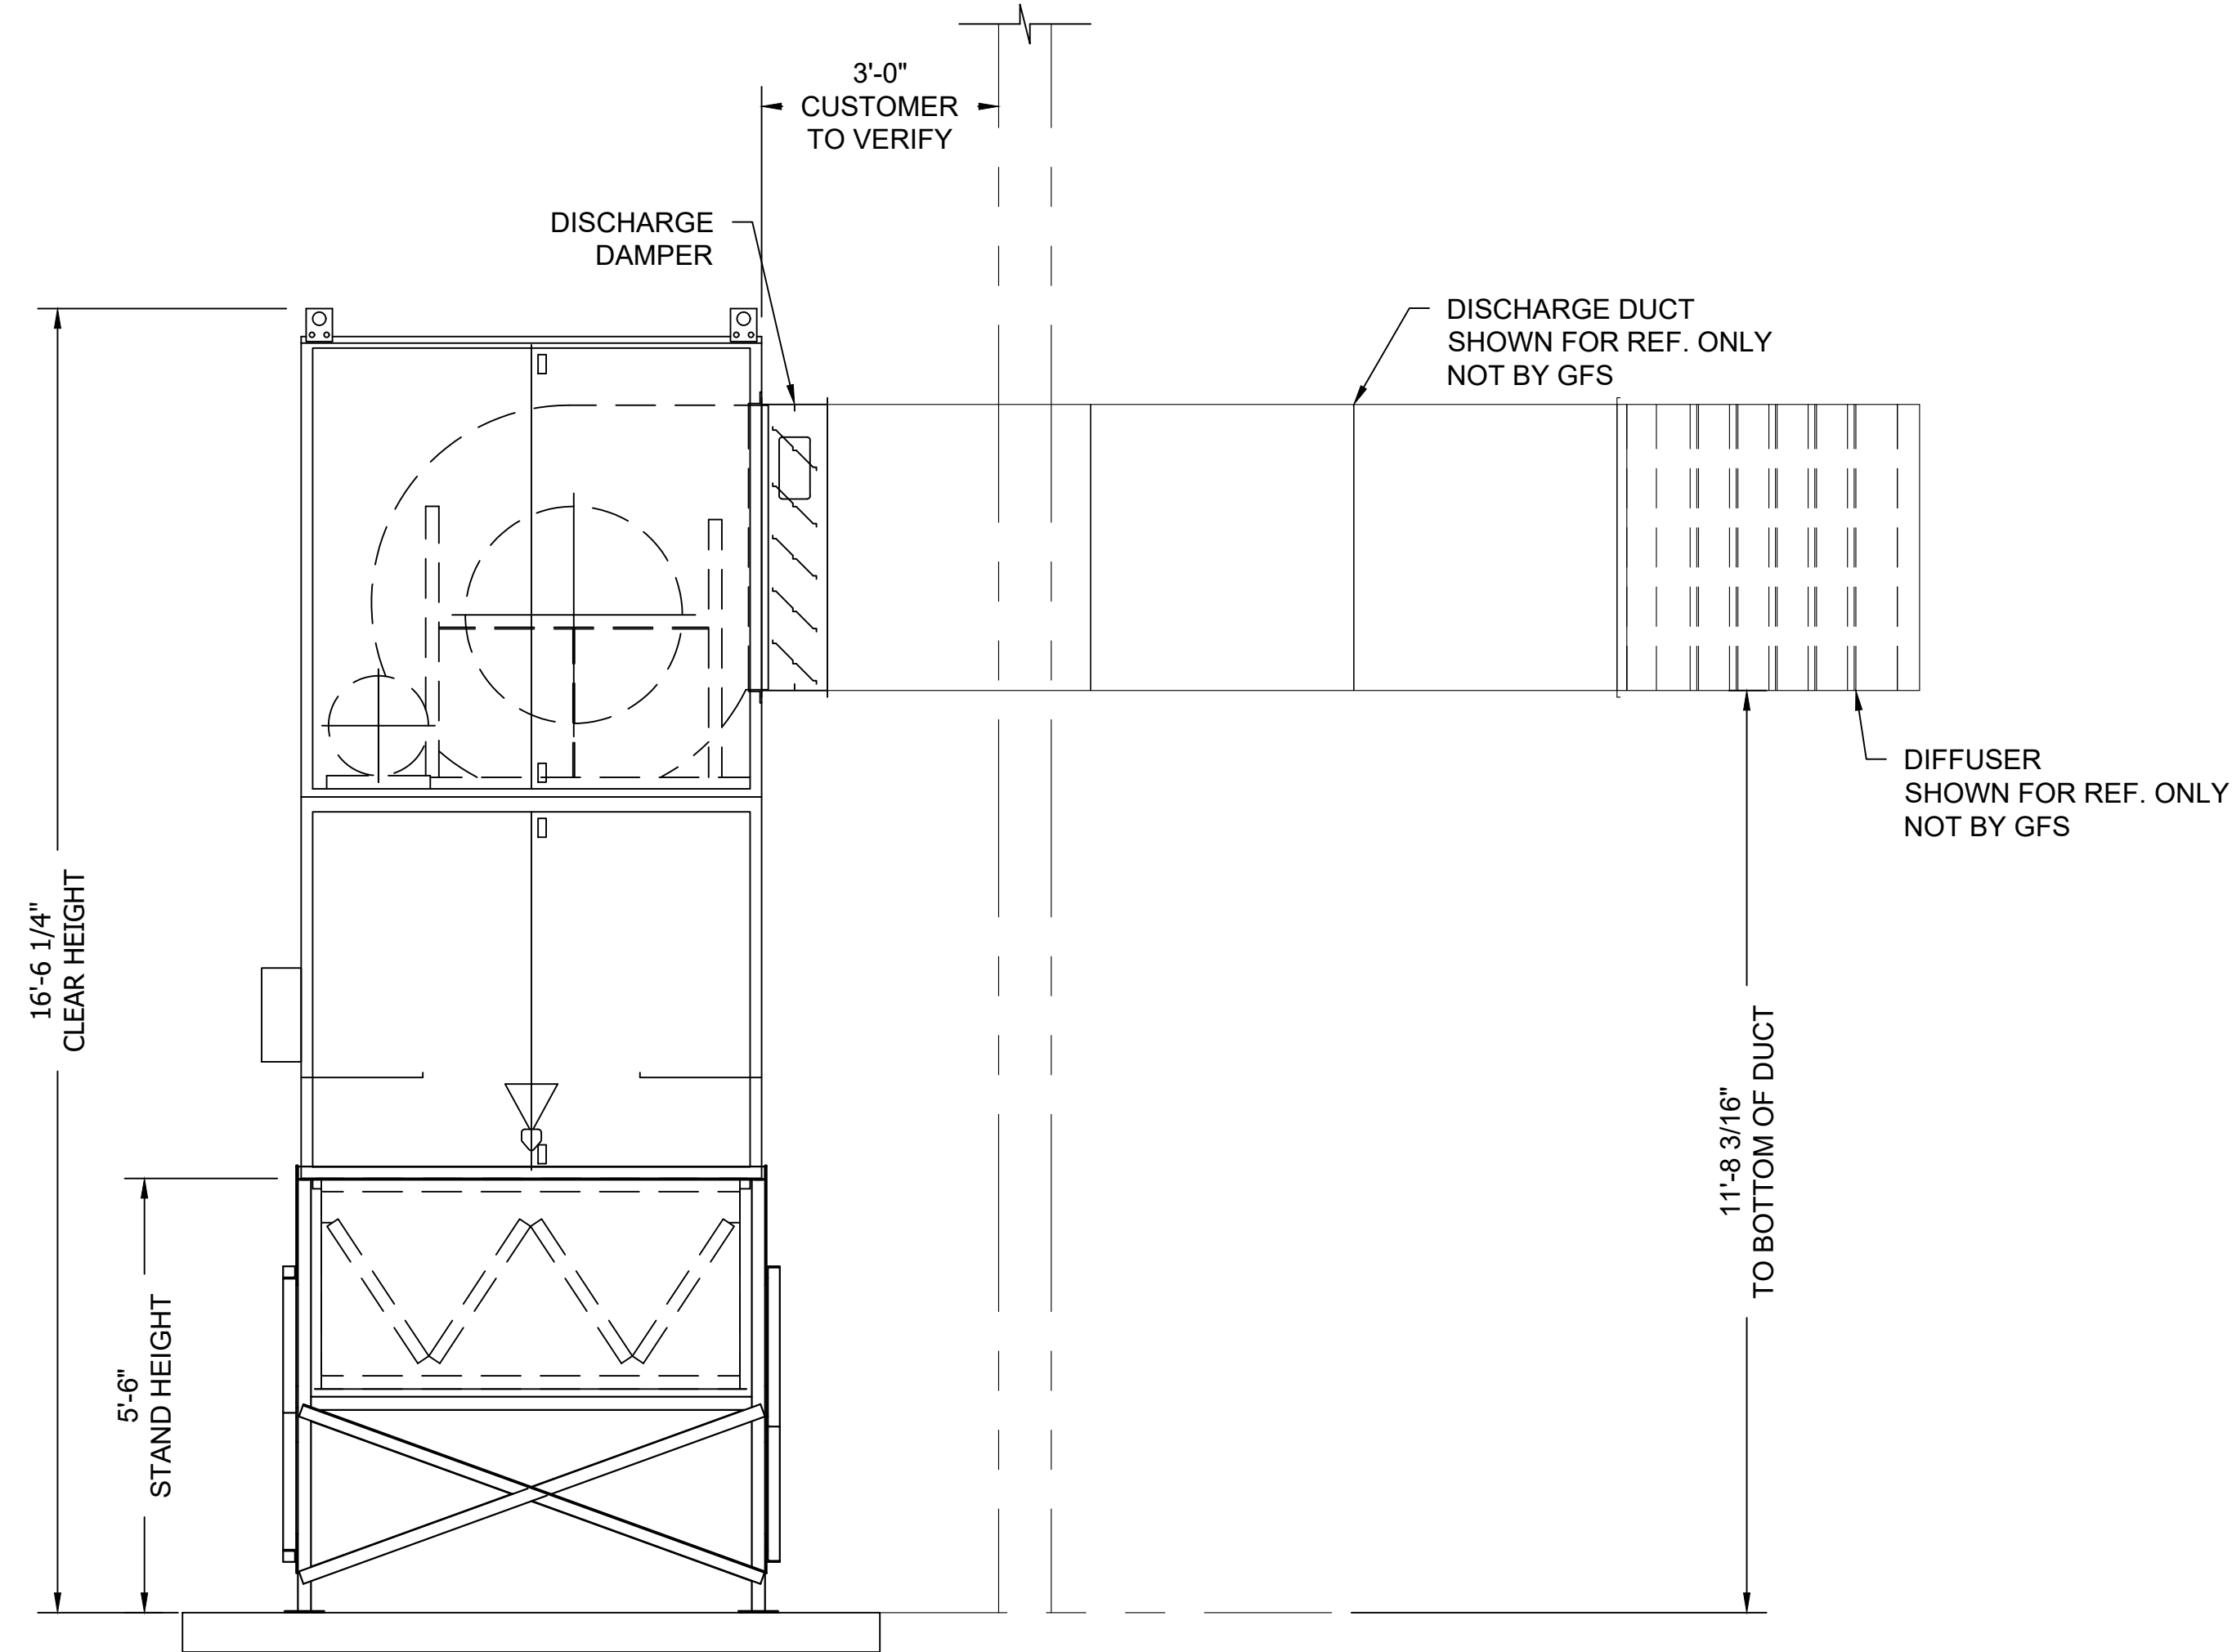 3'-0"
CUSTOMER
TO VERIFY
DISCHARGE
DAMPER
DISCHARGE DUCT
SHOWN FOR REF. ONLY
NOT BY GFS
DIFFUSER
SHOWN FOR REF. ONLY
NOT BY GFS
16'-6 1/4"
CLEAR HEIGHT
11'-8 3/16"
TO BOTTOM OF DUCT
5'-6"
STAND HEIGHT